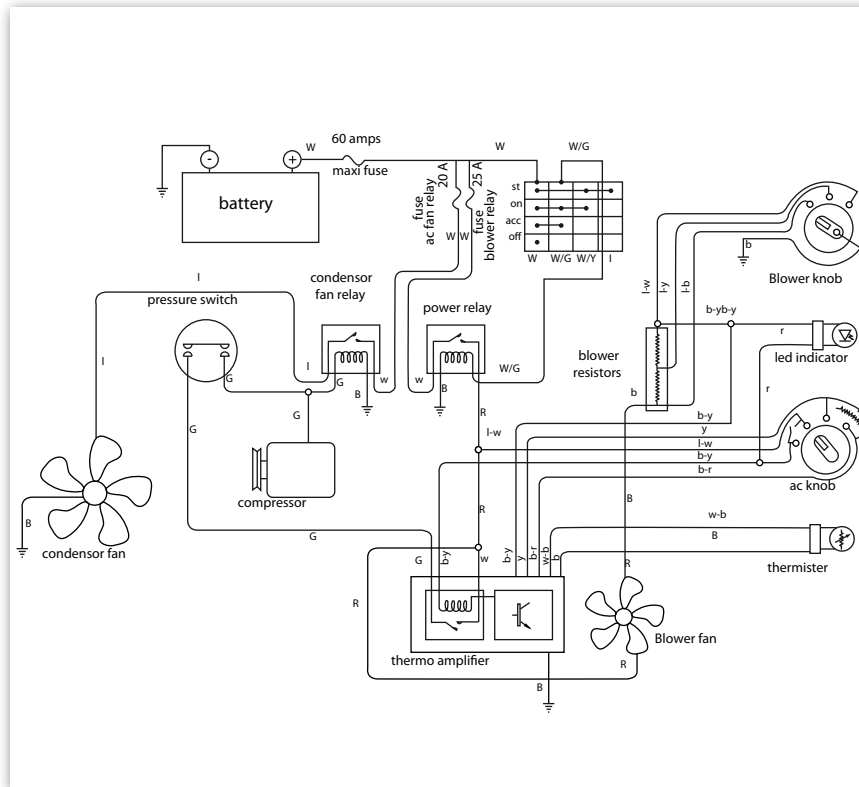 60 amps
W
W
W/G
maxi fuse
-
+
20 A
25 A
battery
fuse
ac fan relay
fuse
blower relay
st
on
acc
off
W W
W W/G W/Y I
b
Blower knob
I
condensor
fan relay
pressure switch
power relay
l-w
l-y
l-b
b-yb-y
r
led indicator
I
I
G
G
w
w
W/G
blower
resistors
B
B
b
r
R
G
G
l-w
b-y
y
l-w
b-y
b-r
ac knob
compressor
B
condensor fan
R
B
w-b
B
G
G
b-y
w
b-y
y
b-r
w-b
b
thermister
R
R
Blower fan
thermo amplifier
R
B